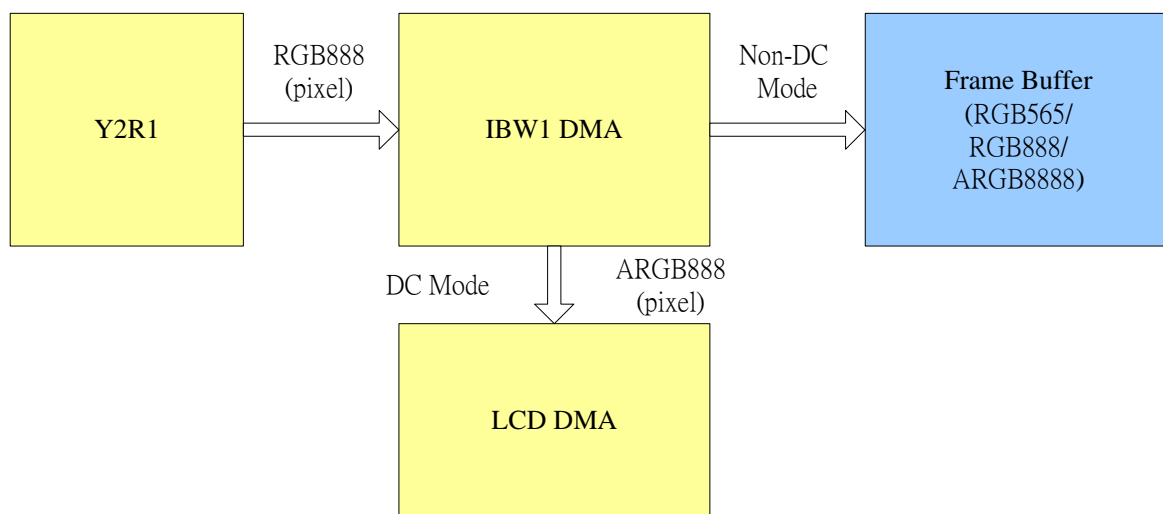 Y2R1
RGB888
(pixel)
IBW1 DMA
Non-DC
Mode
Frame Buffer
(RGB565/
RGB888/
ARGB8888)
DC Mode
ARGB888
(pixel)
LCD DMA